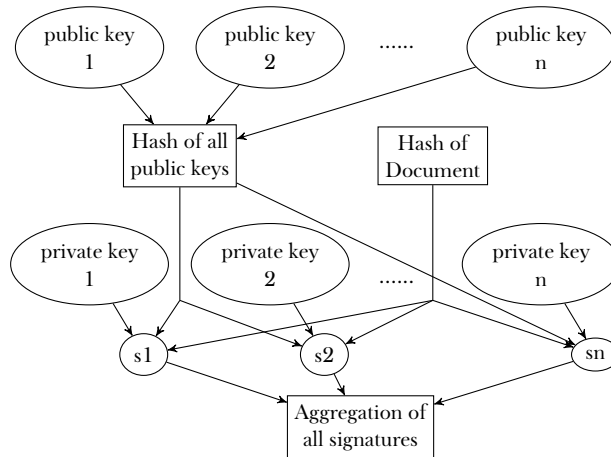 public key
1
public key
2
......
public key
n
Hash of all
public keys
Hash of
Document
private key
1
private key
2
......
private key
n
s1
s2
sn
Aggregation of
all signatures